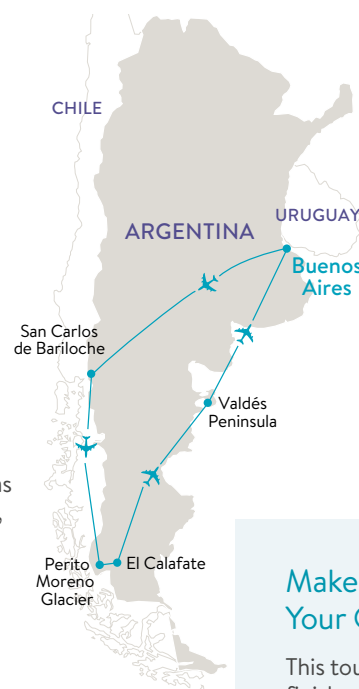 CHILE
URUGUAY
ARGENTINA
Buenos
Aires
San Carlos
de Bariloche
Valdés
Peninsula
Perito
Moreno
Glacier
El Calafate
Make
Your
This tou